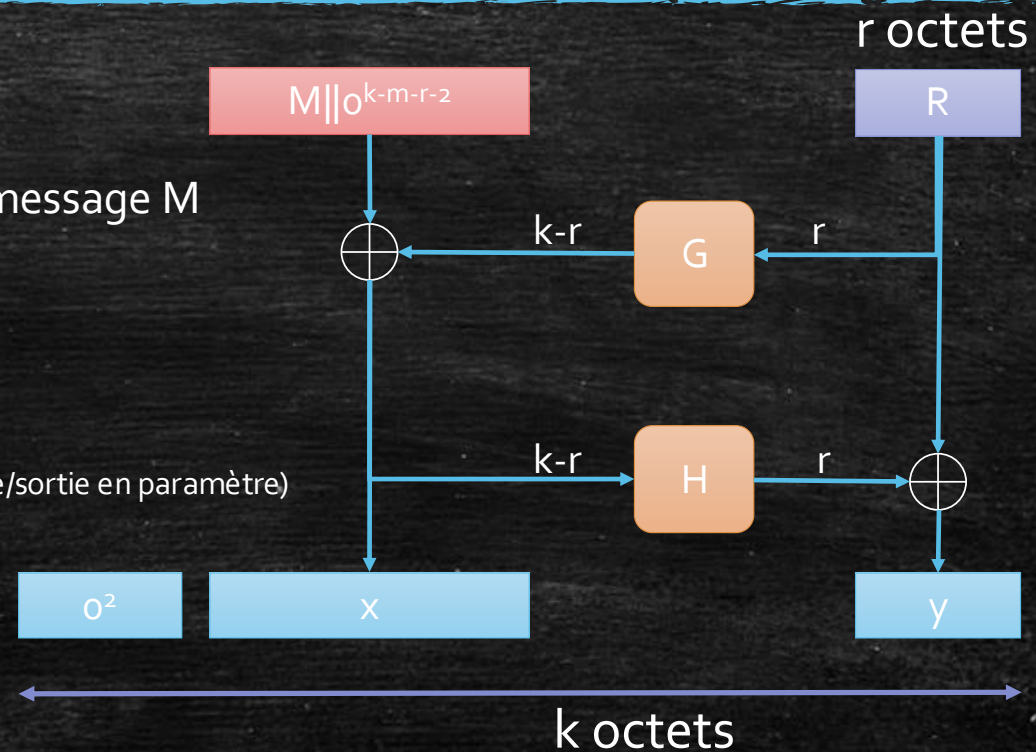 r octets
M||0ᵏ⁻ᵐ⁻ʳ⁻² R
message M
k-r G r
k-r H r
e/sortie en paramètre)
0² x y
k octets